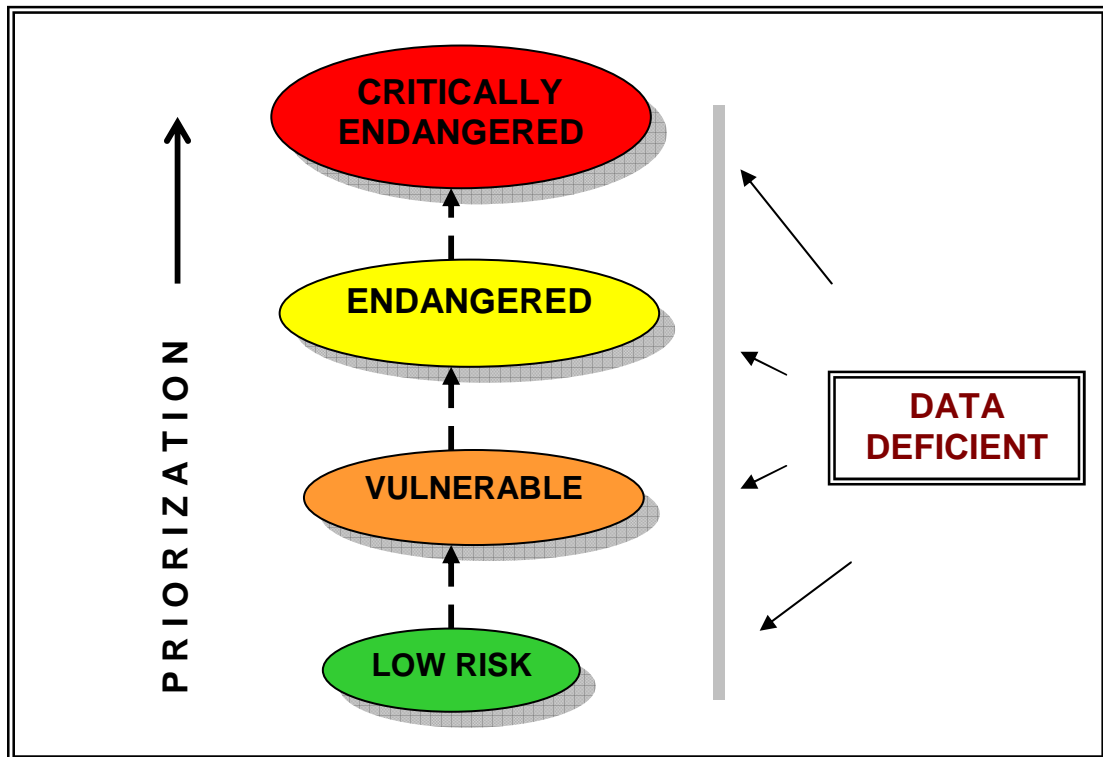 CRITICALLY
ENDANGERED
ENDANGERED
VULNERABLE
LOW RISK
PRIORIZATION
DATA
DEFICIENT